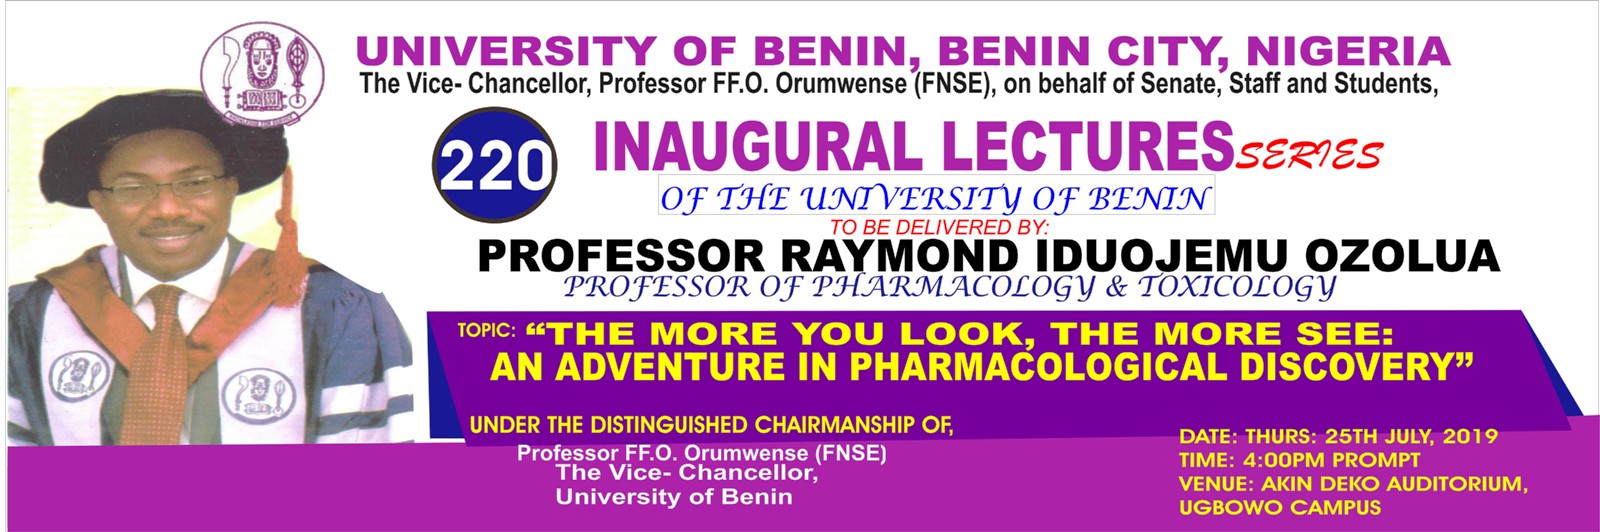 UNIVERSITY OF BENIN, BENIN CITY, NIGERIA
The Vice- Chancellor, Professor FF.O. Orumwense (FNSE), on behalf of Senate, Staff and Students,
220
INAUGURAL LECTURES SERIES
OF THE UNIVERSITY OF BENIN
TO BE DELIVERED BY:
PROFESSOR RAYMOND IDUOJEMU OZOLUA
PROFESSOR OF PHARMACOLOGY & TOXICOLOGY
TOPIC: “THE MORE YOU LOOK, THE MORE SEE:
AN ADVENTURE IN PHARMACOLOGICAL DISCOVERY”
UNDER THE DISTINGUISHED CHAIRMANSHIP OF,
Professor FF.O. Orumwense (FNSE)
The Vice- Chancellor,
University of Benin
DATE: THURS: 25TH JULY, 2019
TIME: 4:00PM PROMPT
VENUE: AKIN DEKO AUDITORIUM,
UGBOWO CAMPUS
KNOWLEDGE FOR SERVICE